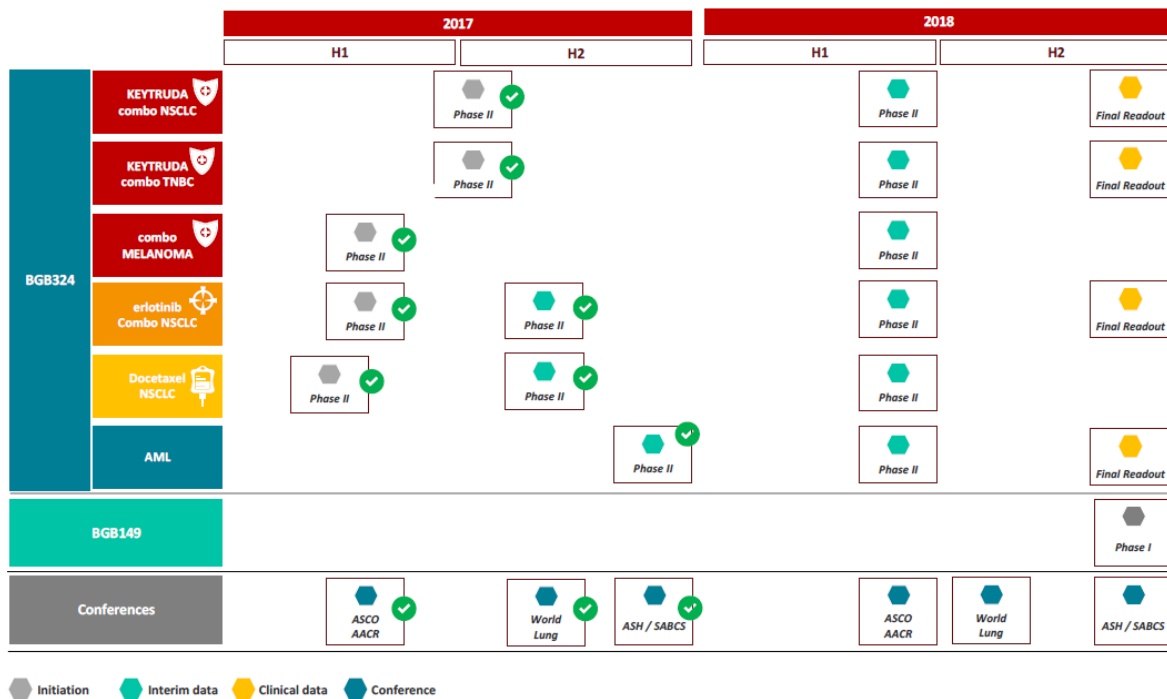 2017
2018
H1
H2
H1
H2
BGB324
KEYTRUDA
combo NSCLC
Phase II
Phase II
Final Readout
KEYTRUDA
combo TNBC
Phase II
Phase II
Final Readout
combo
MELANOMA
Phase II
Phase II
erlotinib
Combo NSCLC
Phase II
Phase II
Phase II
Final Readout
Docetaxel
NSCLC
Phase II
Phase II
Phase II
AML
Phase II
Phase II
Final Readout
BGB149
Phase I
Conferences
ASCO
AACR
World
Lung
ASH / SABCS
ASCO
AACR
World
Lung
ASH / SABCS
Initiation
Interim data
Clinical data
Conference